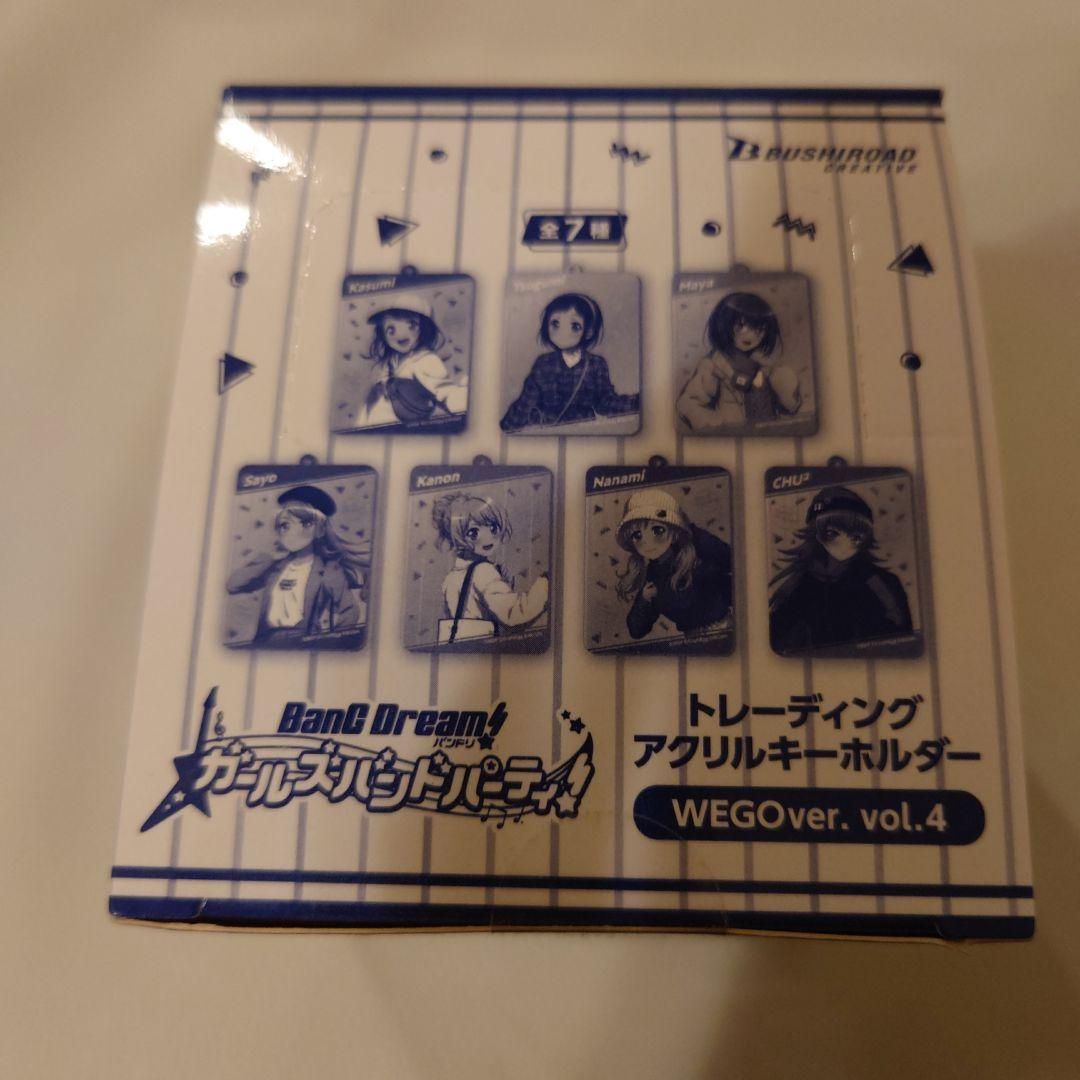 BUSHIROAD
CREATIVE
全7種
Kasumi
Tsugumi
Maya
Sayo
Kanon
Nanami
CHU²
BanG Dream!
バンドリ
ガールズバンドパーティ!
トレーディング
アクリルキーホルダー
WEGOver. vol.4